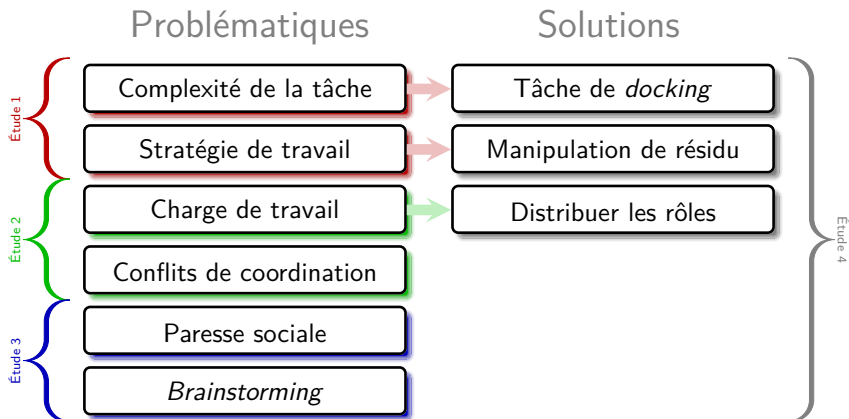 Problématiques
Solutions
Étude 1
Complexité de la tâche
Tâche de docking
Stratégie de travail
Manipulation de résidu
Étude 2
Charge de travail
Distribuer les rôles
Conflits de coordination
Étude 3
Paresse sociale
Brainstorming
Étude 4